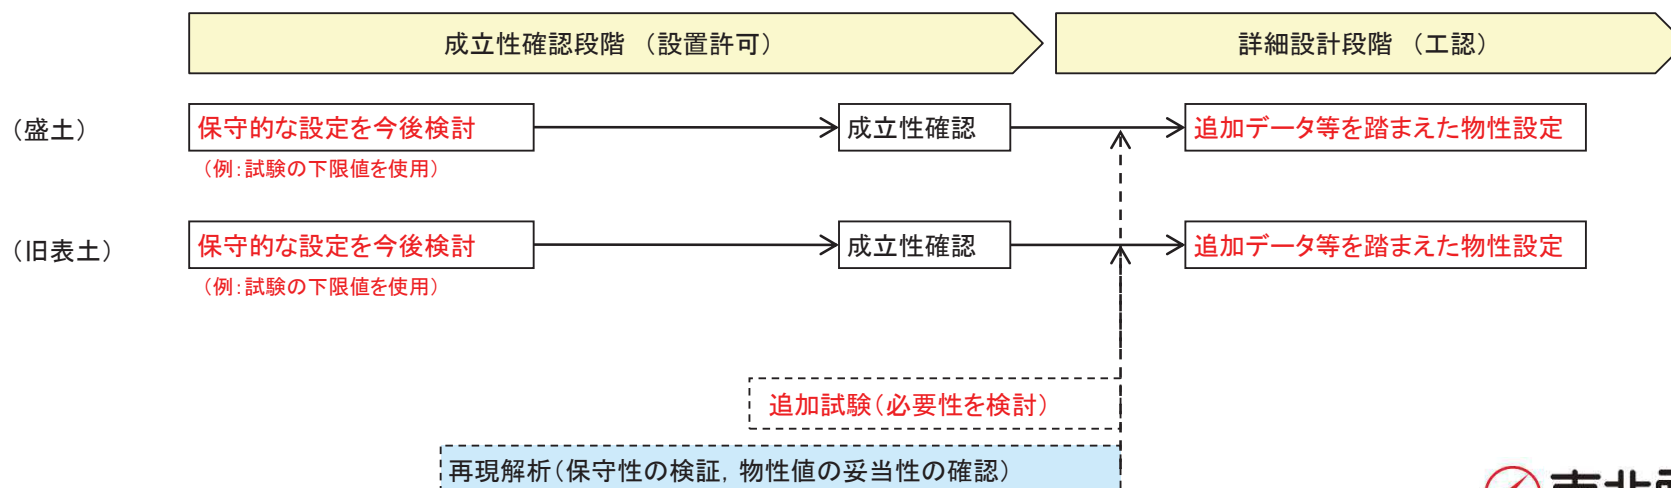 成立性確認段階 （設置許可）
詳細設計段階 （工認）
（盛土）
保守的な設定を今後検討
成立性確認
追加データ等を踏まえた物性設定
（例：試験の下限値を使用）
（旧表土）
保守的な設定を今後検討
成立性確認
追加データ等を踏まえた物性設定
（例：試験の下限値を使用）
追加試験（必要性を検討）
再現解析（保守性の検証，物性値の妥当性の確認）
東北